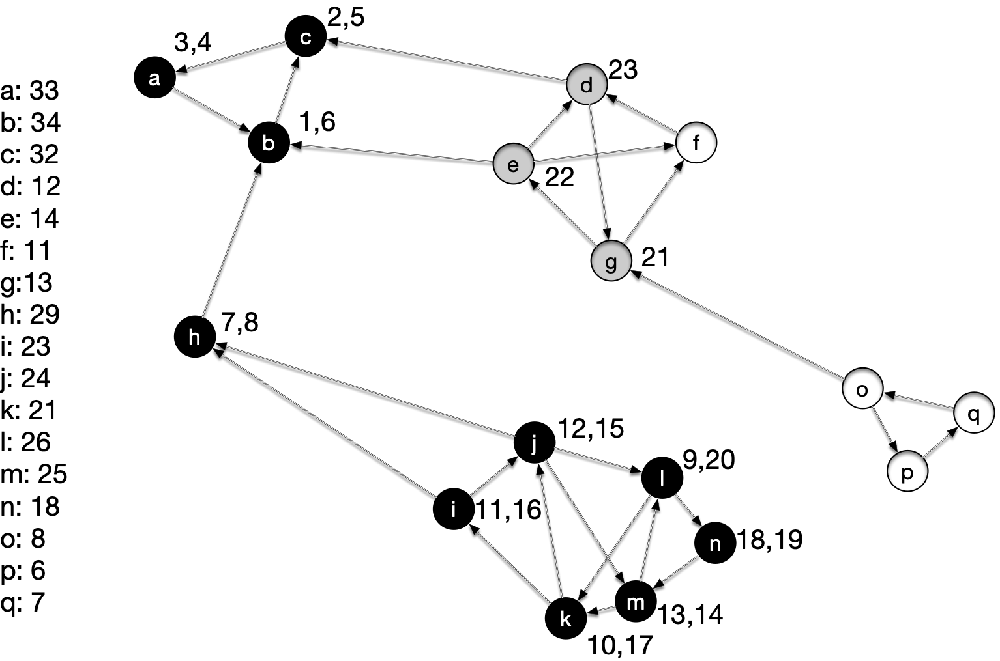 2,5
c
3,4
a
23
d
a: 33
b: 34
1,6
b
f
c: 32
e
22
d: 12
e: 14
f: 11
g
21
g:13
h: 29
7,8
h
i: 23
j: 24
o
q
k: 21
12,15
j
l: 26
9,20
l
p
m: 25
i
11,16
n: 18
n
18,19
o: 8
p: 6
m
13,14
q: 7
k
10,17